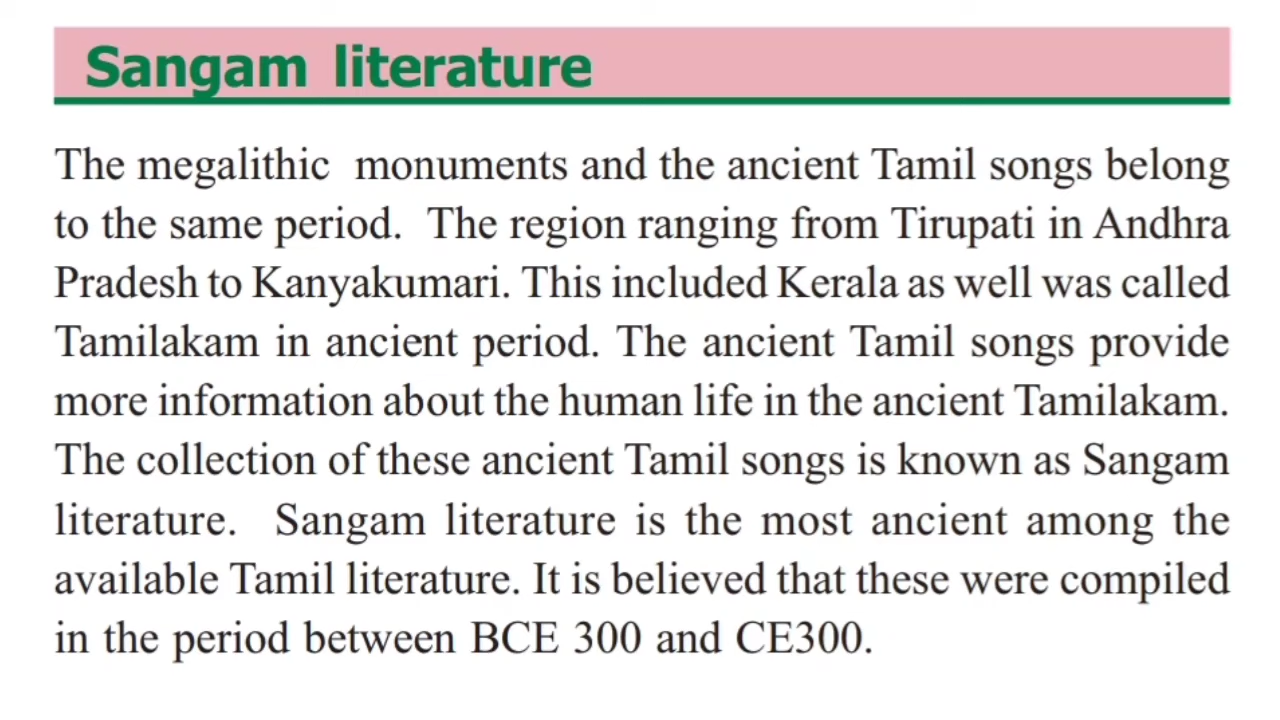 Sangam literature
The megalithic monuments and the ancient Tamil songs belong
to the same period. The region ranging from Tirupati in Andhra
Pradesh to Kanyakumari. This included Kerala as well was called
Tamilakam in ancient period. The ancient Tamil songs provide
more information about the human life in the ancient Tamilakam.
The collection of these ancient Tamil songs is known as Sangam
literature. Sangam literature is the most ancient among the
available Tamil literature. It is believed that these were compiled
in the period between BCE 300 and CE300.